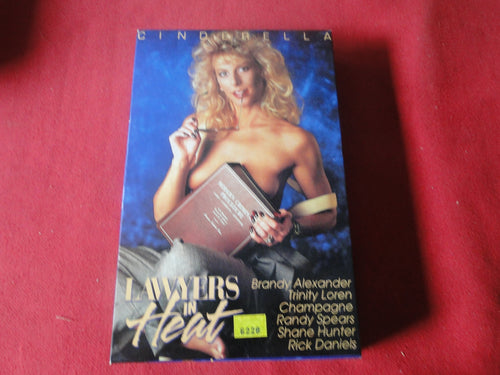 CINDERELLA
LAWYERS
IN
Heat
Brandy Alexander
Trinity Loren
Champagne
Randy Spears
Shane Hunter
Rick Daniels
6220